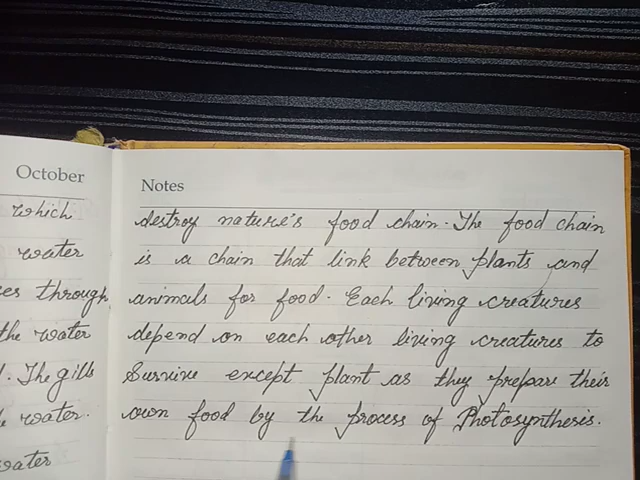 October
which
water
es through
the water
. The gills
water.
water
Notes
destroy nature's food chain. The food chain
is a chain that link between plants and
animals for food. Each living creatures
depend on each other living creatures to
Survive except plant as they prepare their
own food by the process of Photosynthesis.